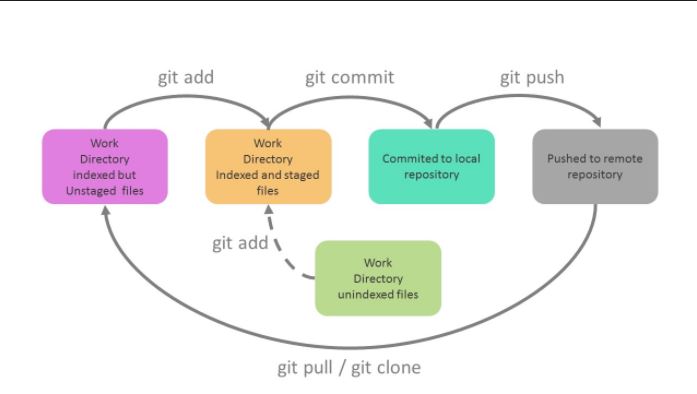 git add
git commit
git push
Work
Directory
indexed but
Unstaged files
Work
Directory
Indexed and staged
files
Commited to local
repository
Pushed to remote
repository
git add
Work
Directory
unindexed files
git pull / git clone